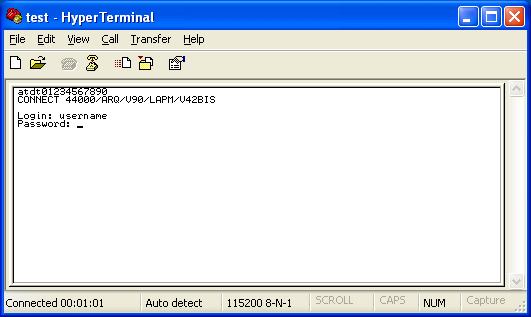 test - HyperTerminal
File Edit View Call Transfer Help
atdt01234567890
CONNECT 44000/ARQ/V90/LAPM/V42BIS
Login: username
Password: _
Connected 00:01:01 Auto detect 115200 8-N-1 SCROLL CAPS NUM Capture